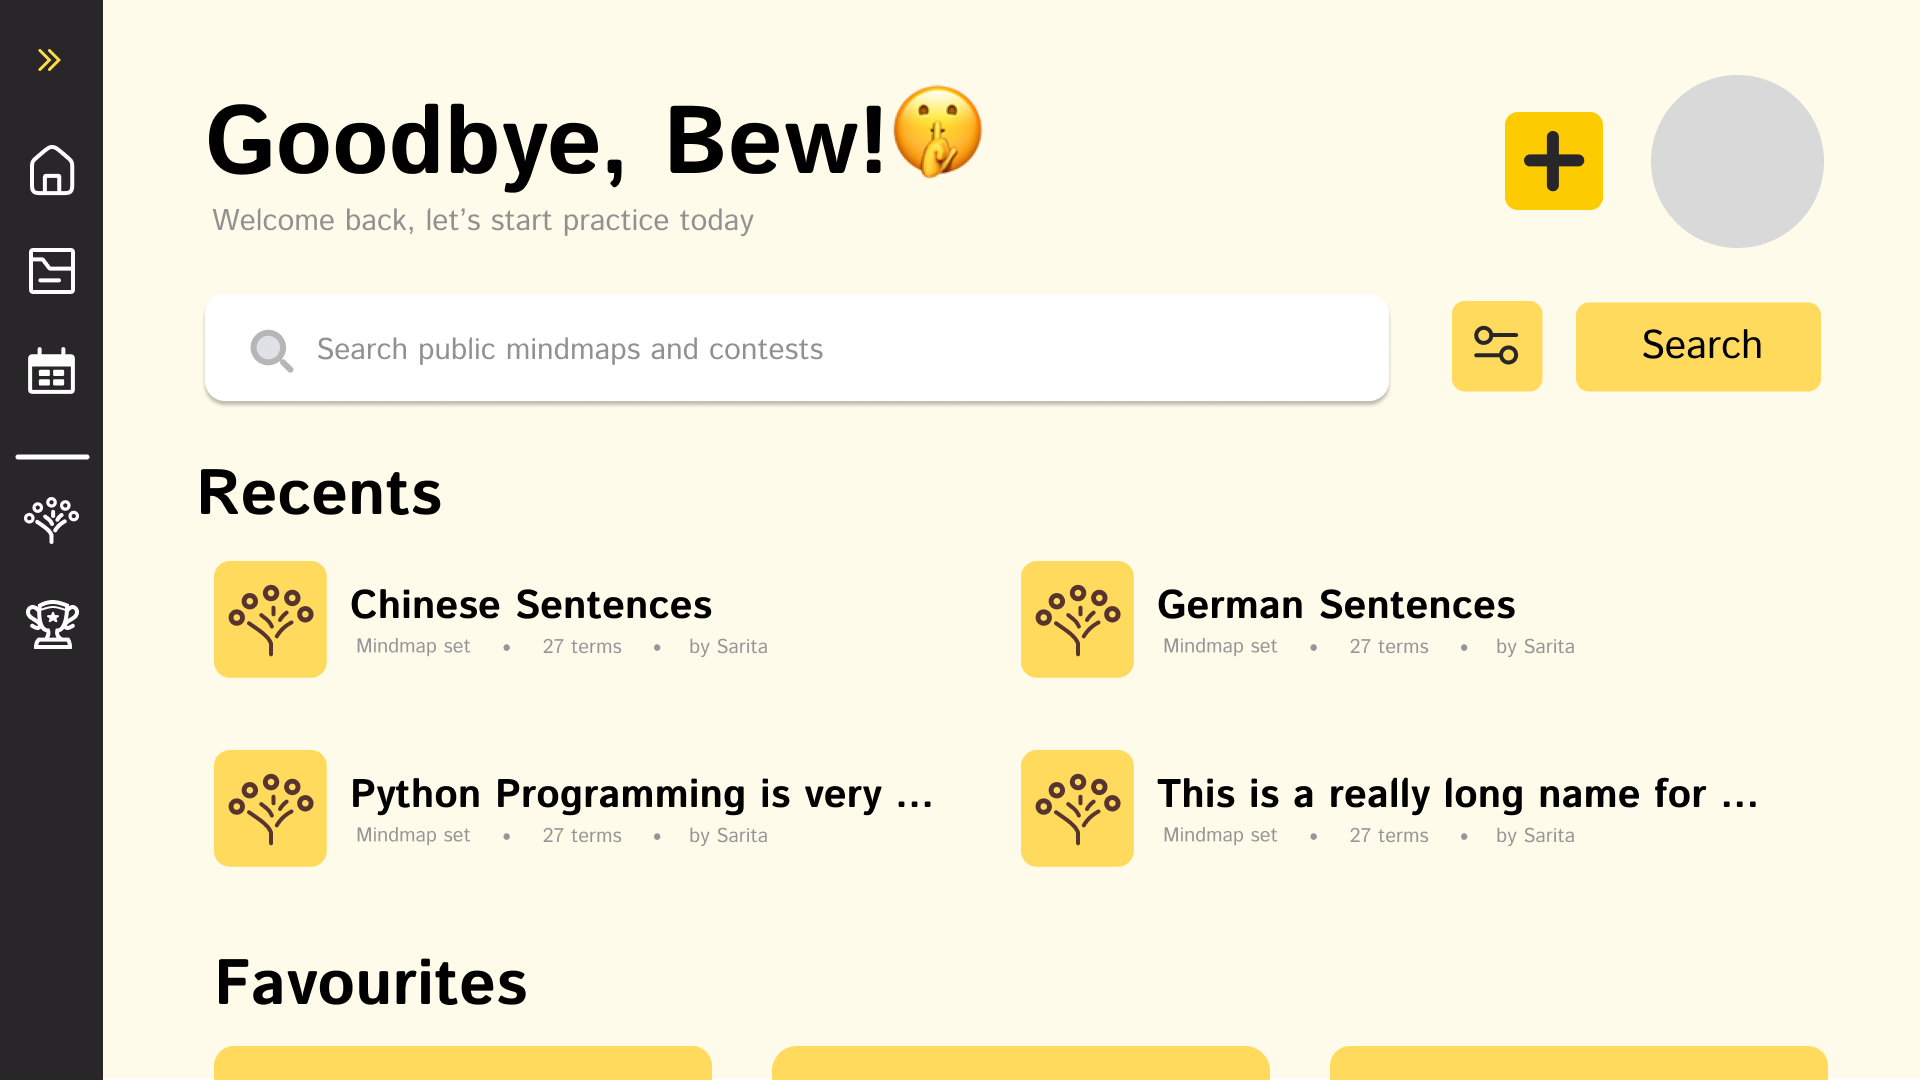 Goodbye, Bew!🤫
Welcome back, let’s start practice today
Search public mindmaps and contests
Search
Recents
Chinese Sentences
Mindmap set • 27 terms • by Sarita
German Sentences
Mindmap set • 27 terms • by Sarita
Python Programming is very ...
Mindmap set • 27 terms • by Sarita
This is a really long name for ...
Mindmap set • 27 terms • by Sarita
Favourites